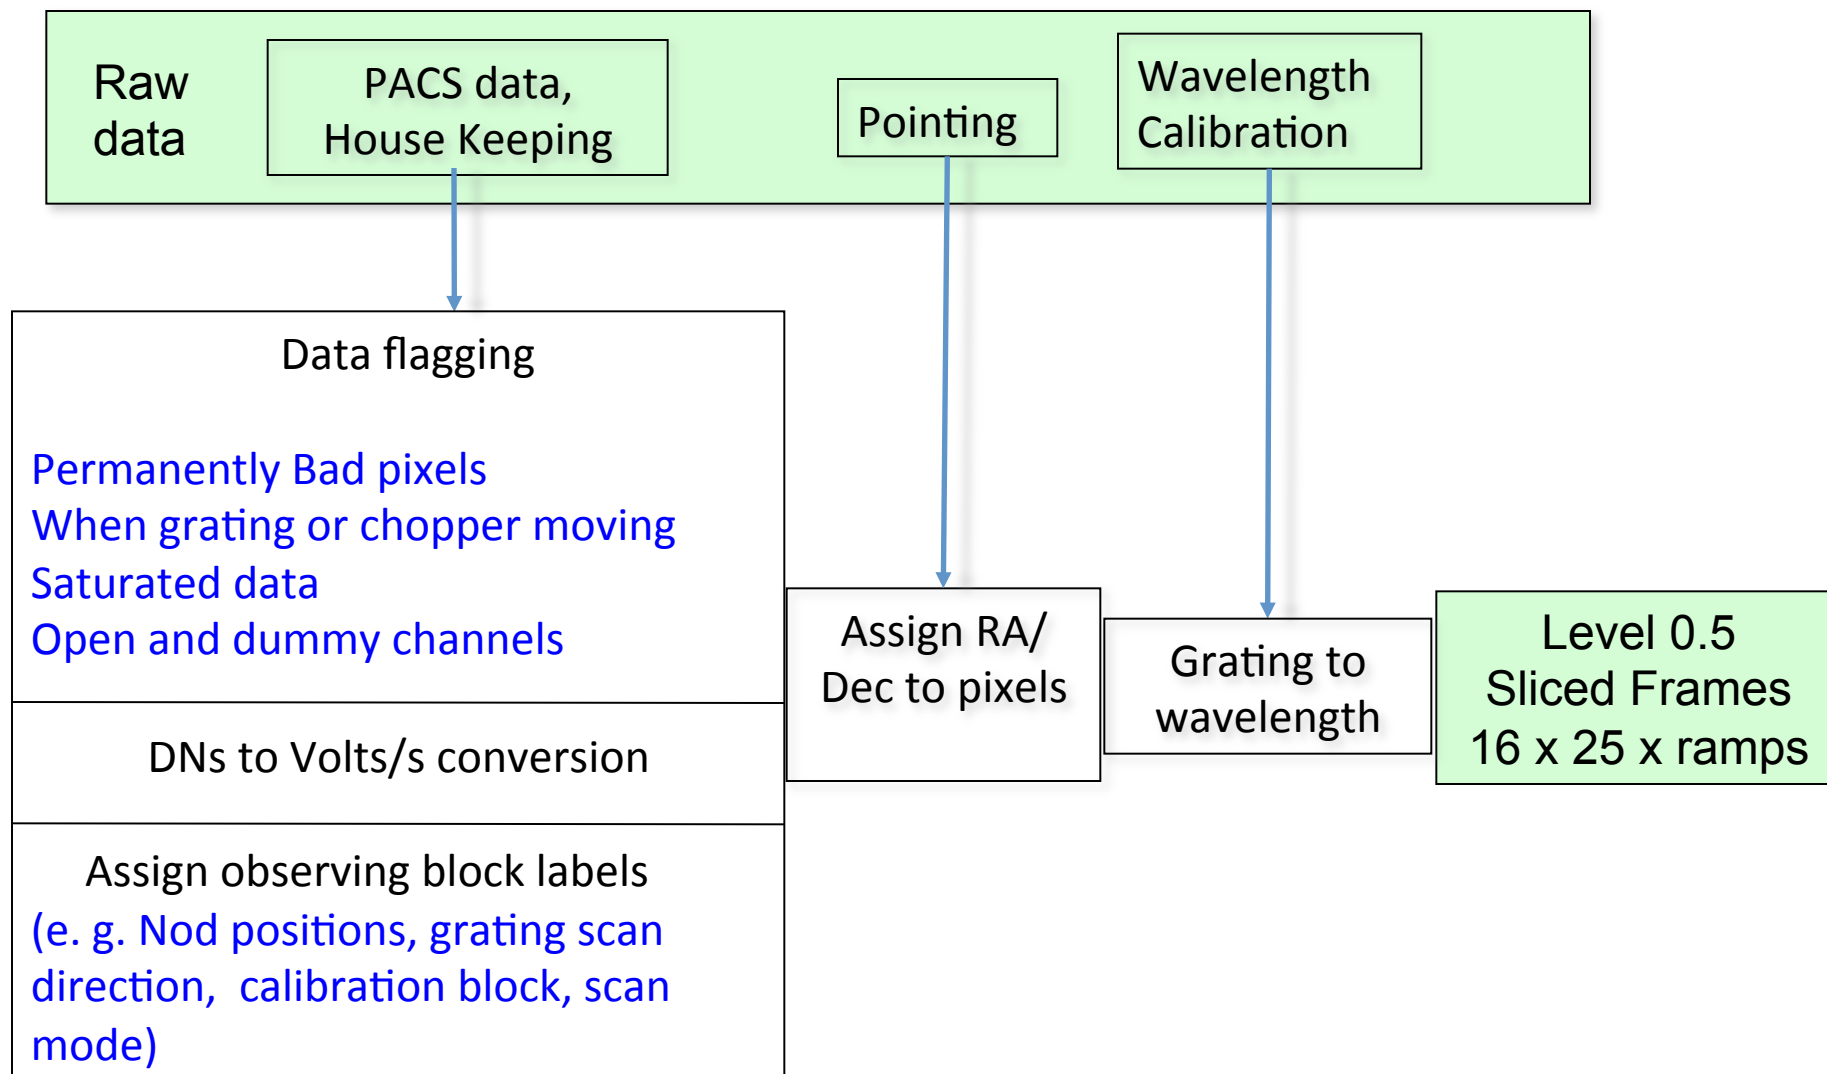 Raw
data
PACS data,
House Keeping
Pointing
Wavelength
Calibration
Data flagging
Permanently Bad pixels
When grating or chopper moving
Saturated data
Open and dummy channels
DNs to Volts/s conversion
Assign observing block labels
(e. g. Nod positions, grating scan
direction,  calibration block, scan
mode)
Assign RA/
Dec to pixels
Grating to
wavelength
Level 0.5
Sliced Frames
16 x 25 x ramps